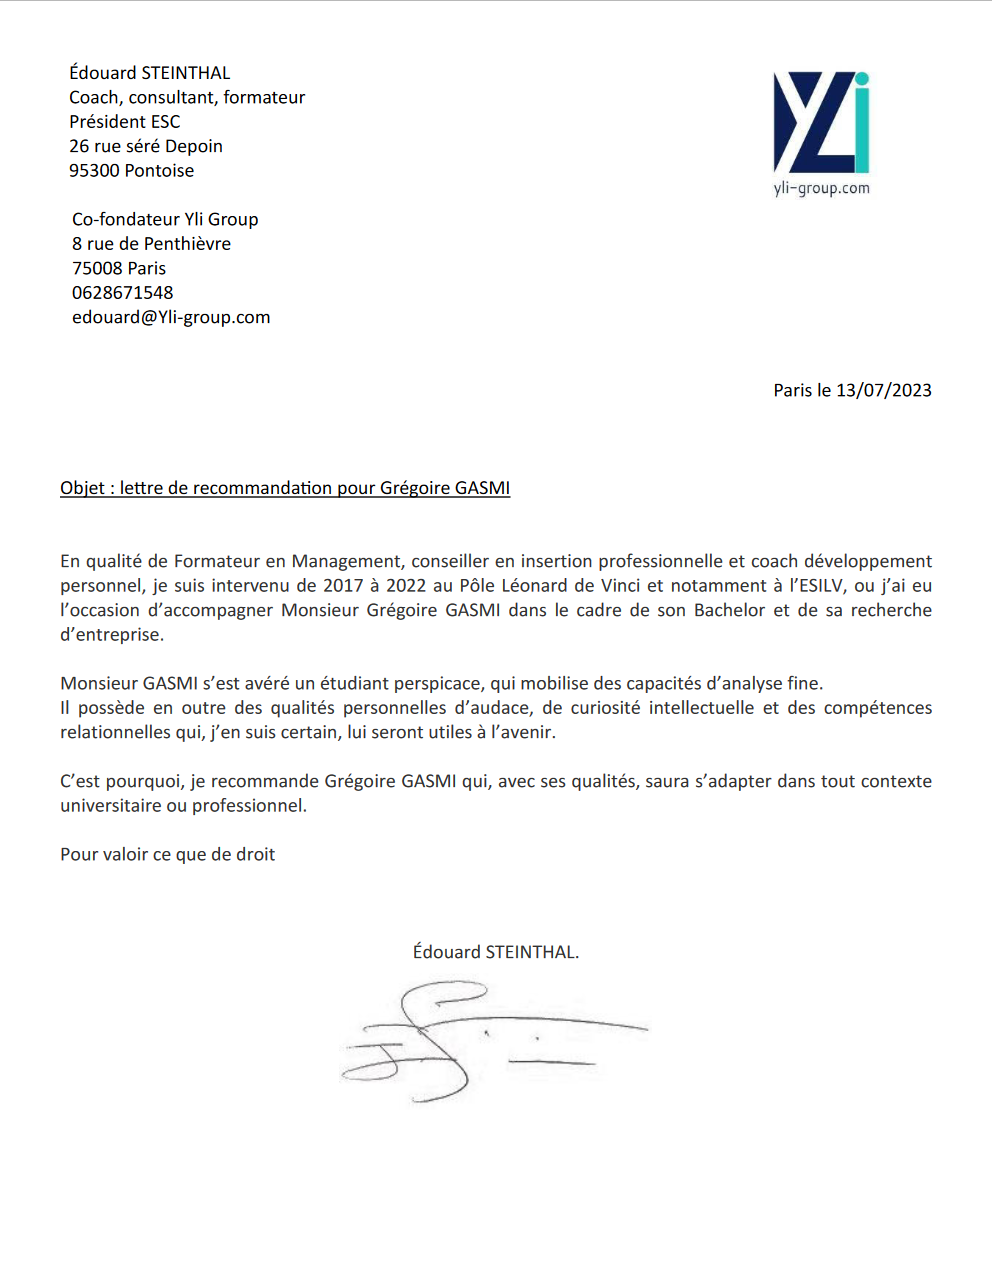 Édouard STEINTHAL
Coach, consultant, formateur
Président ESC
26 rue séré Depoin
95300 Pontoise
YLi
yli-group.com
Co-fondateur Yli Group
8 rue de Penthièvre
75008 Paris
0628671548
edouard@Yli-group.com
Paris le 13/07/2023
Objet : lettre de recommandation pour Grégoire GASMI
En qualité de Formateur en Management, conseiller en insertion professionnelle et coach développement
personnel, je suis intervenu de 2017 à 2022 au Pôle Léonard de Vinci et notamment à l’ESILV, ou j’ai eu
l’occasion d’accompagner Monsieur Grégoire GASMI dans le cadre de son Bachelor et de sa recherche
d’entreprise.
Monsieur GASMI s’est avéré un étudiant perspicace, qui mobilise des capacités d’analyse fine.
Il possède en outre des qualités personnelles d’audace, de curiosité intellectuelle et des compétences
relationnelles qui, j’en suis certain, lui seront utiles à l’avenir.
C’est pourquoi, je recommande Grégoire GASMI qui, avec ses qualités, saura s’adapter dans tout contexte
universitaire ou professionnel.
Pour valoir ce que de droit
Édouard STEINTHAL.